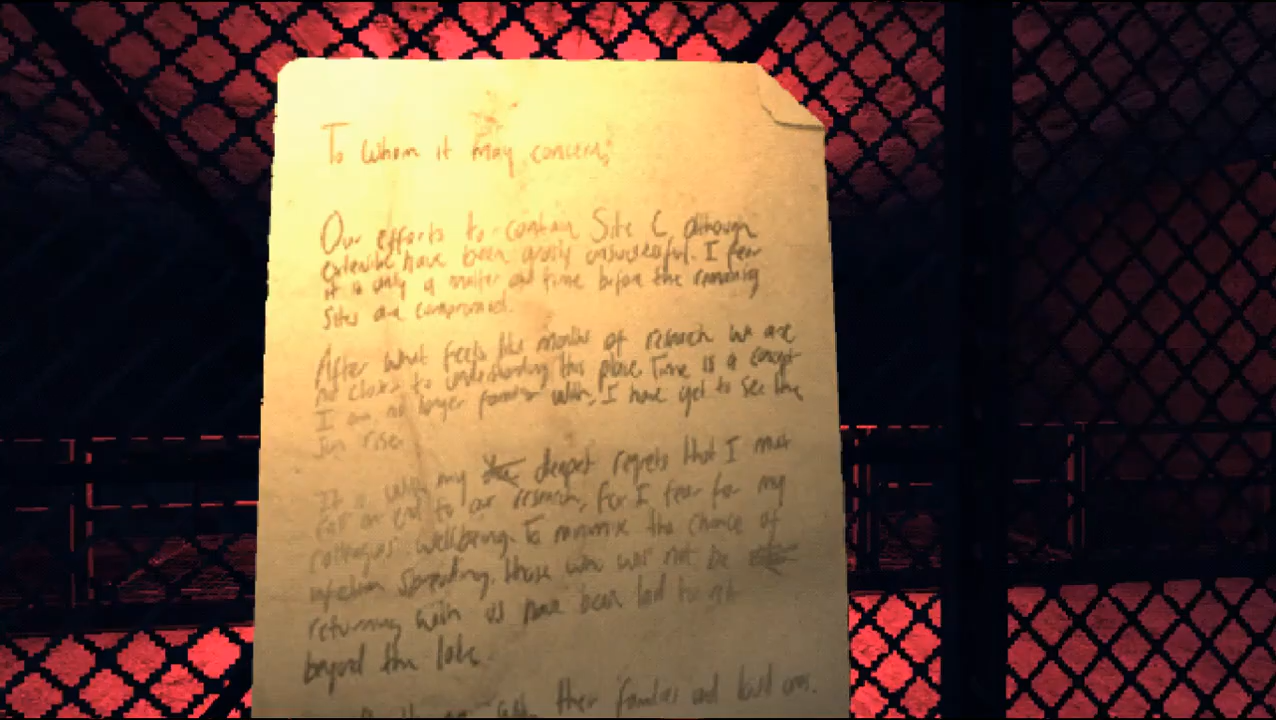 To whom it may concern,
Our efforts to contain Site C although
extensive have been grossly unsuccessful. I fear
it is only a matter of time before the remaining
sites are compromised.
After what feels like months of research we are
no closer to understanding this place. Time is a concept
I am no longer familiar with, I have yet to see the
Sun rise.
It is with my deepest regrets that I must
call an end to our research, for I fear for my
colleagues wellbeing. To minimize the chance of
infection spreading, those who will not be
returning with us have been laid to rest
beyond the lake.
with their families and loved ones.